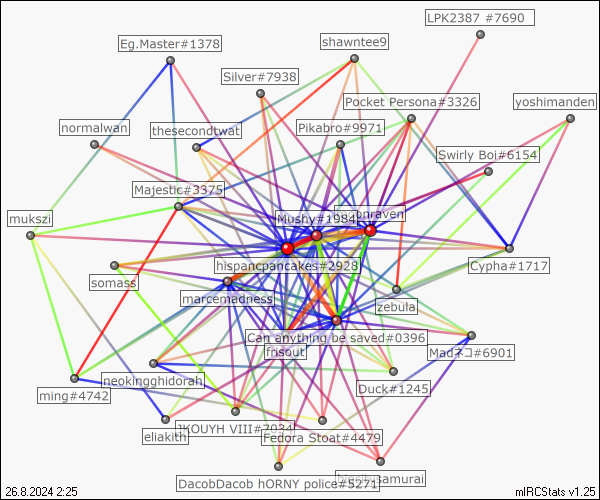 LPK2387 #7690
Eg.Master#1378
shawntee9
Silver#7938
Pocket Persona#3326
yoshimanden
normalwan
thesecondtwat
Pikabro#9971
Swirly Boi#6154
Majestic#3375
mukszi
Mushy#1984
onraven
hispancpancakes#2928
Cypha#1717
somass
marcemadness
zebula
Can anything be saved#0396
frisout
Madネコ#6901
neokingghidorah
Duck#1245
ming#4742
eliakith
JKOUYH VIII#7034
Fedora Stoat#4479
DacobDacob hORNY police#5271
samurai
26.8.2024 2:25
mIRCStats v1.25